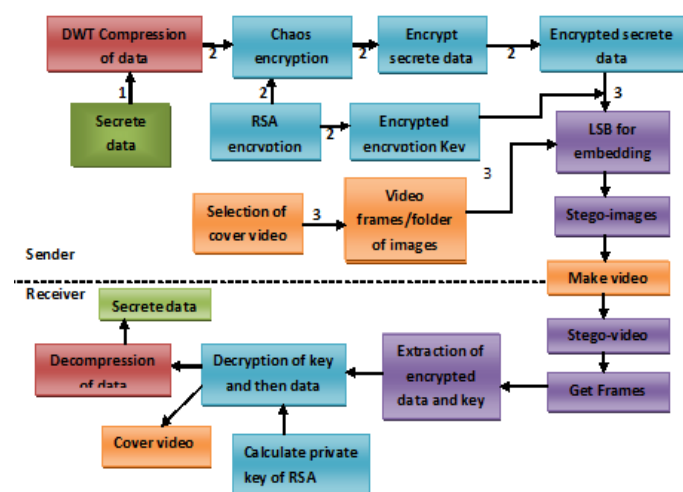 DWT Compression
of data
2
Chaos
encryption
2
Encrypt
secrete data
2
Encrypted secrete
data
1
2
3
Secrete
data
RSA
encryption
2
Encrypted
encryption Key
LSB for
embedding
3
Selection of
cover video
3
Video
frames/folder
of images
Stego-images
Sender
Make video
Receiver
Secrete data
Stego-video
Decompression
of data
Decryption of key
and then data
Extraction of
encrypted
data and key
Get Frames
Cover video
Calculate private
key of RSA